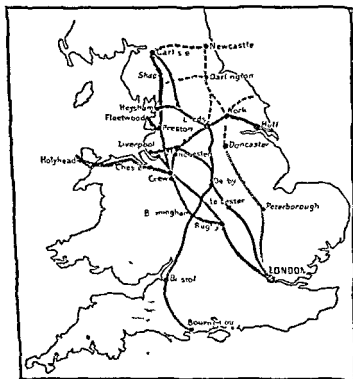 Newcastle
Carlisle
Shap
Darlington
Heysham
Fleetwood
Leeds
York
Preston
Hull
Liverpool
Manchester
Doncaster
Holyhead
Chester
Crewe
Derby
Leicester
Birmingham
Rugby
Peterborough
LONDON
Bristol